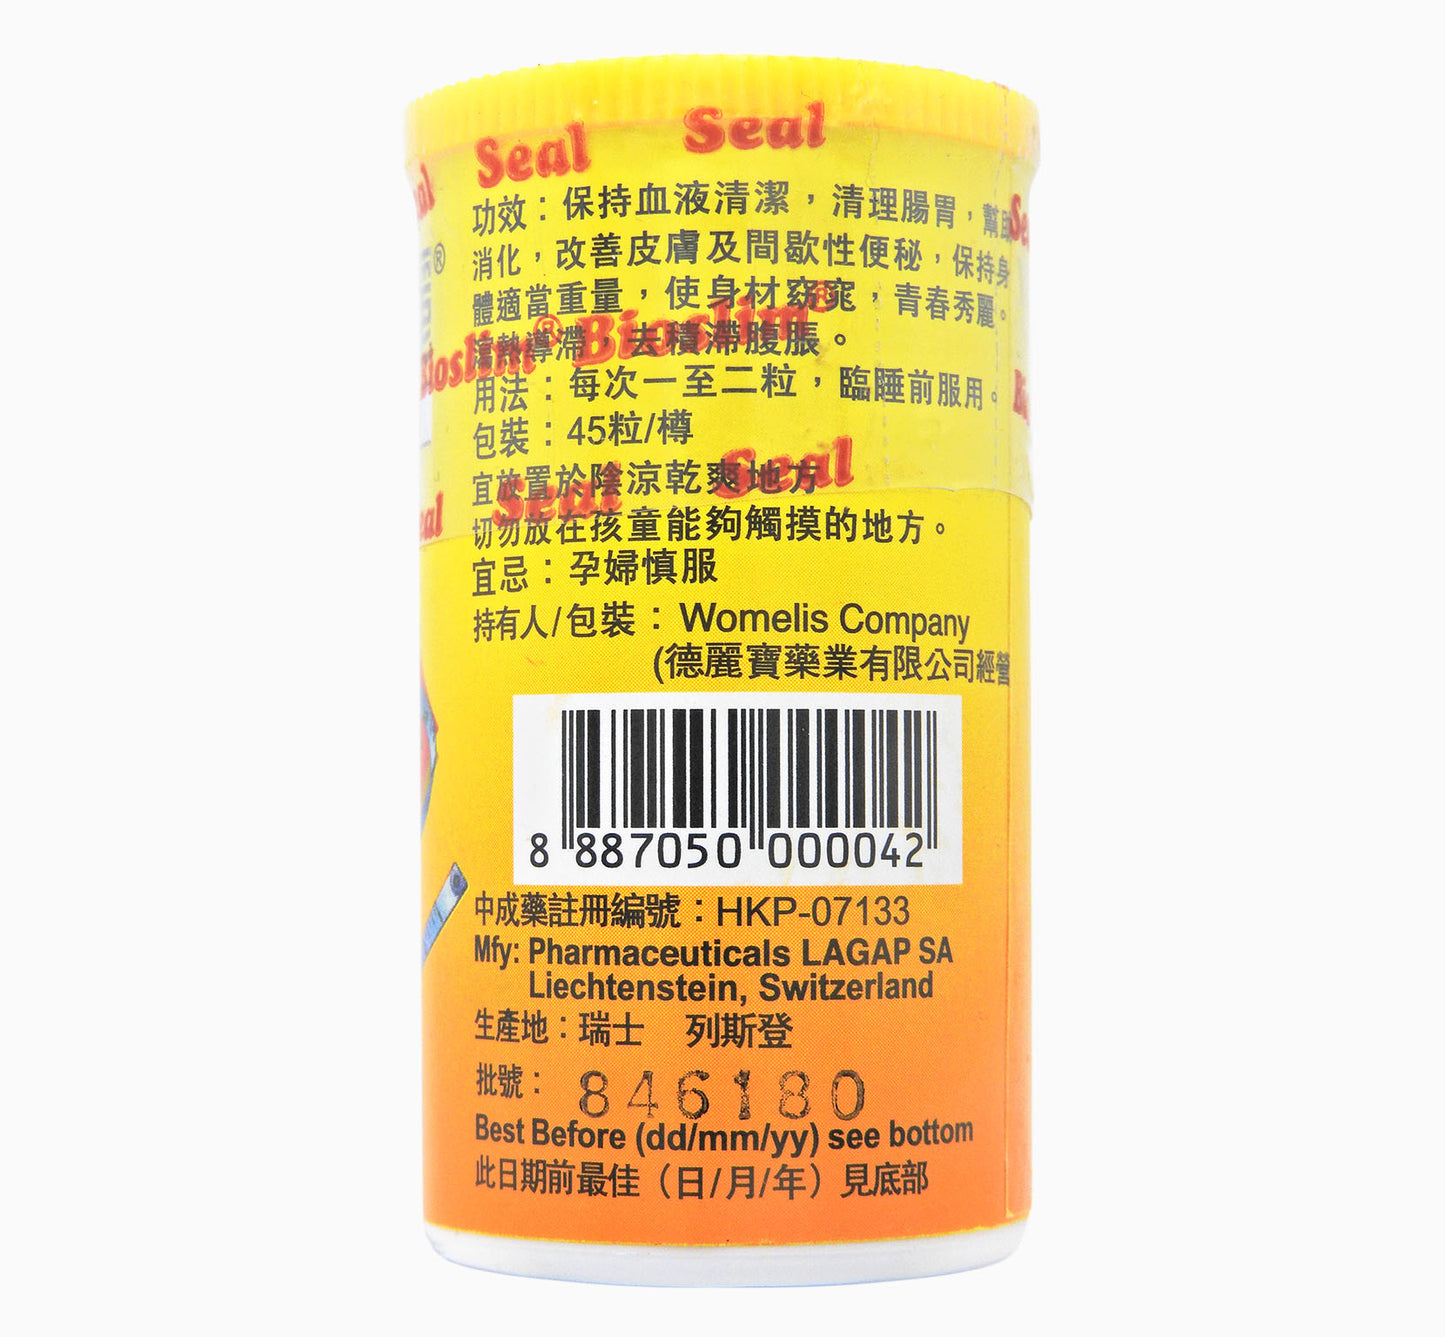 Seal Seal
功效：保持血液清潔，清理腸胃，幫助
消化，改善皮膚及間歇性便秘，保持身
體適當重量，使身材窈窕，青春秀麗。
瀉熱導滯，去積滯腹脹。
Bioslim® Bioslim®
用法：每次一至二粒，臨睡前服用。
包裝：45粒/樽
Seal Seal
宜放置於陰涼乾爽地方
切勿放在孩童能夠觸摸的地方。
宜忌：孕婦慎服
持有人/包裝：Womelis Company
(德麗寶藥業有限公司經營
8 887050 000042
中成藥註冊編號：HKP-07133
Mfy: Pharmaceuticals LAGAP SA
Liechtenstein, Switzerland
生產地：瑞士 列斯登
批號：846180
Best Before (dd/mm/yy) see bottom
此日期前最佳（日/月/年）見底部